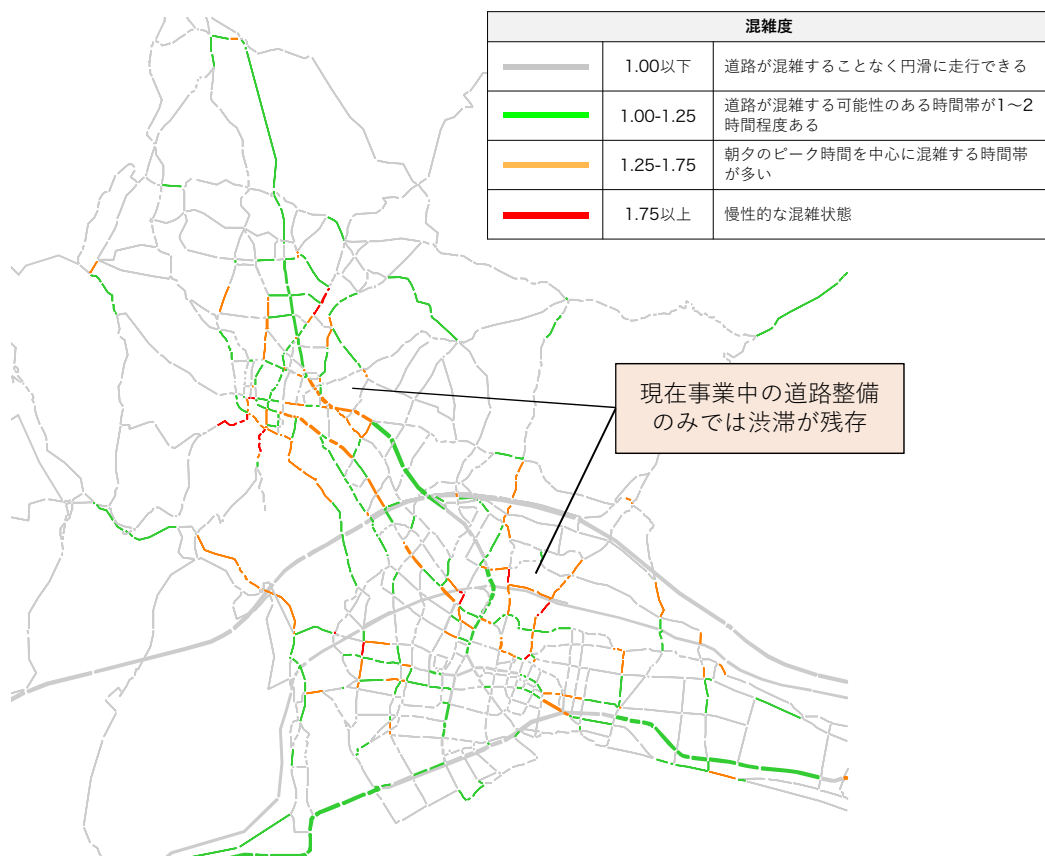 混雑度
1.00以下
道路が混雑することなく円滑に走行できる
1.00-1.25
道路が混雑する可能性のある時間帯が1〜2
時間程度ある
1.25-1.75
朝夕のピーク時間を中心に混雑する時間帯
が多い
1.75以上
慢性的な混雑状態
現在事業中の道路整備
のみでは渋滞が残存